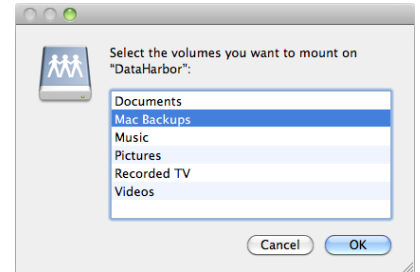 Select the volumes you want to mount on
"DataHarbor":
Documents
Mac Backups
Music
Pictures
Recorded TV
Videos
Cancel
OK